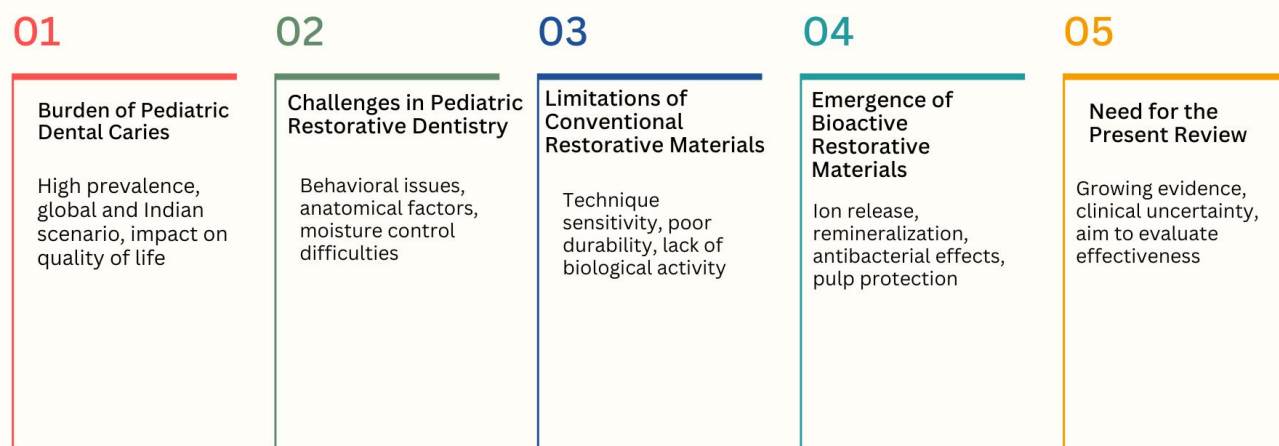 01
Burden of Pediatric
Dental Caries
High prevalence,
global and Indian
scenario, impact on
quality of life
02
Challenges in Pediatric
Restorative Dentistry
Behavioral issues,
anatomical factors,
moisture control
difficulties
03
Limitations of
Conventional
Restorative Materials
Technique
sensitivity, poor
durability, lack of
biological activity
04
Emergence of
Bioactive
Restorative
Materials
Ion release,
remineralization,
antibacterial effects,
pulp protection
05
Need for the
Present Review
Growing evidence,
clinical uncertainty,
aim to evaluate
effectiveness